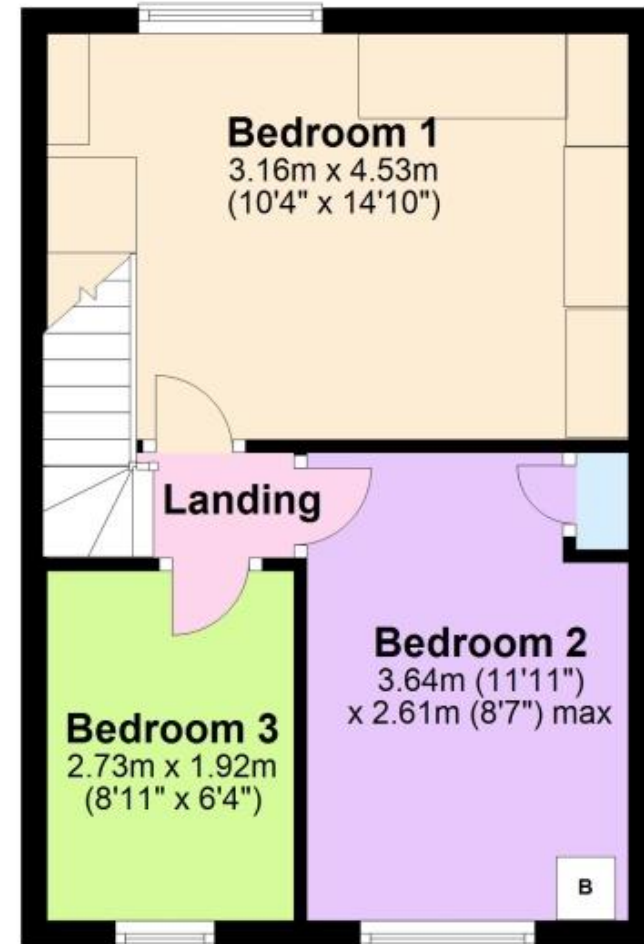 Bedroom 1
3.16m x 4.53m
(10'4" x 14'10")
Landing
Bedroom 2
3.64m (11'11")
x 2.61m (8'7") max
Bedroom 3
2.73m x 1.92m
(8'11" x 6'4")
B